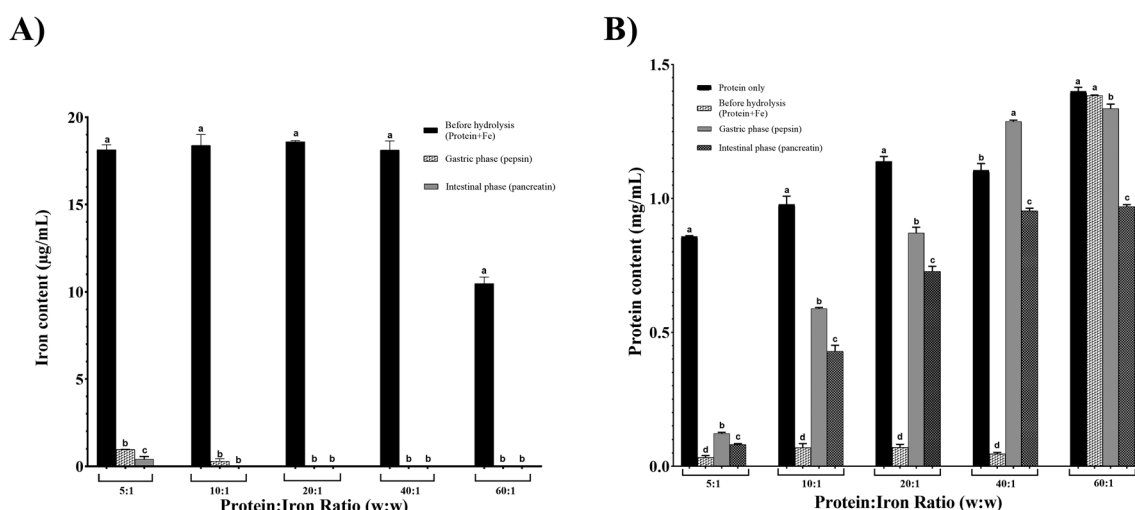 A)
Iron content (µg/mL)
20
15
10
5
0
a
b
c
a
b
b
a
b
b
a
b
b
a
b
b
Before hydrolysis
(Protein+Fe)
Gastric phase (pepsin)
Intestinal phase (pancreatin)
5:1
10:1
20:1
40:1
60:1
Protein:Iron Ratio (w:w)
B)
Protein content (mg/mL)
1.5
1.0
0.5
0.0
Protein only
Before hydrolysis
(Protein+Fe)
Gastric phase (pepsin)
Intestinal phase (pancreatin)
a
d
b
c
a
d
b
c
a
d
b
c
b
d
a
c
a
a
b
c
5:1
10:1
20:1
40:1
60:1
Protein:Iron Ratio (w:w)